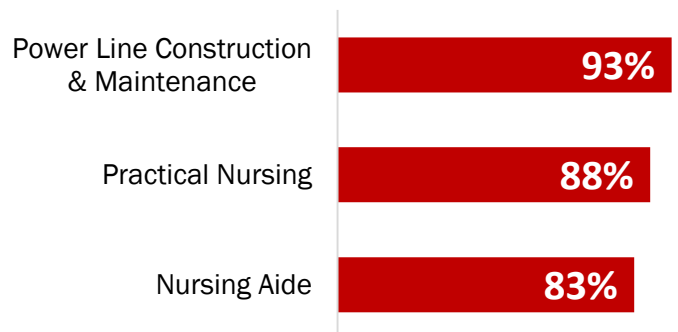 Power Line Construction
& Maintenance
93%
Practical Nursing
88%
Nursing Aide
83%